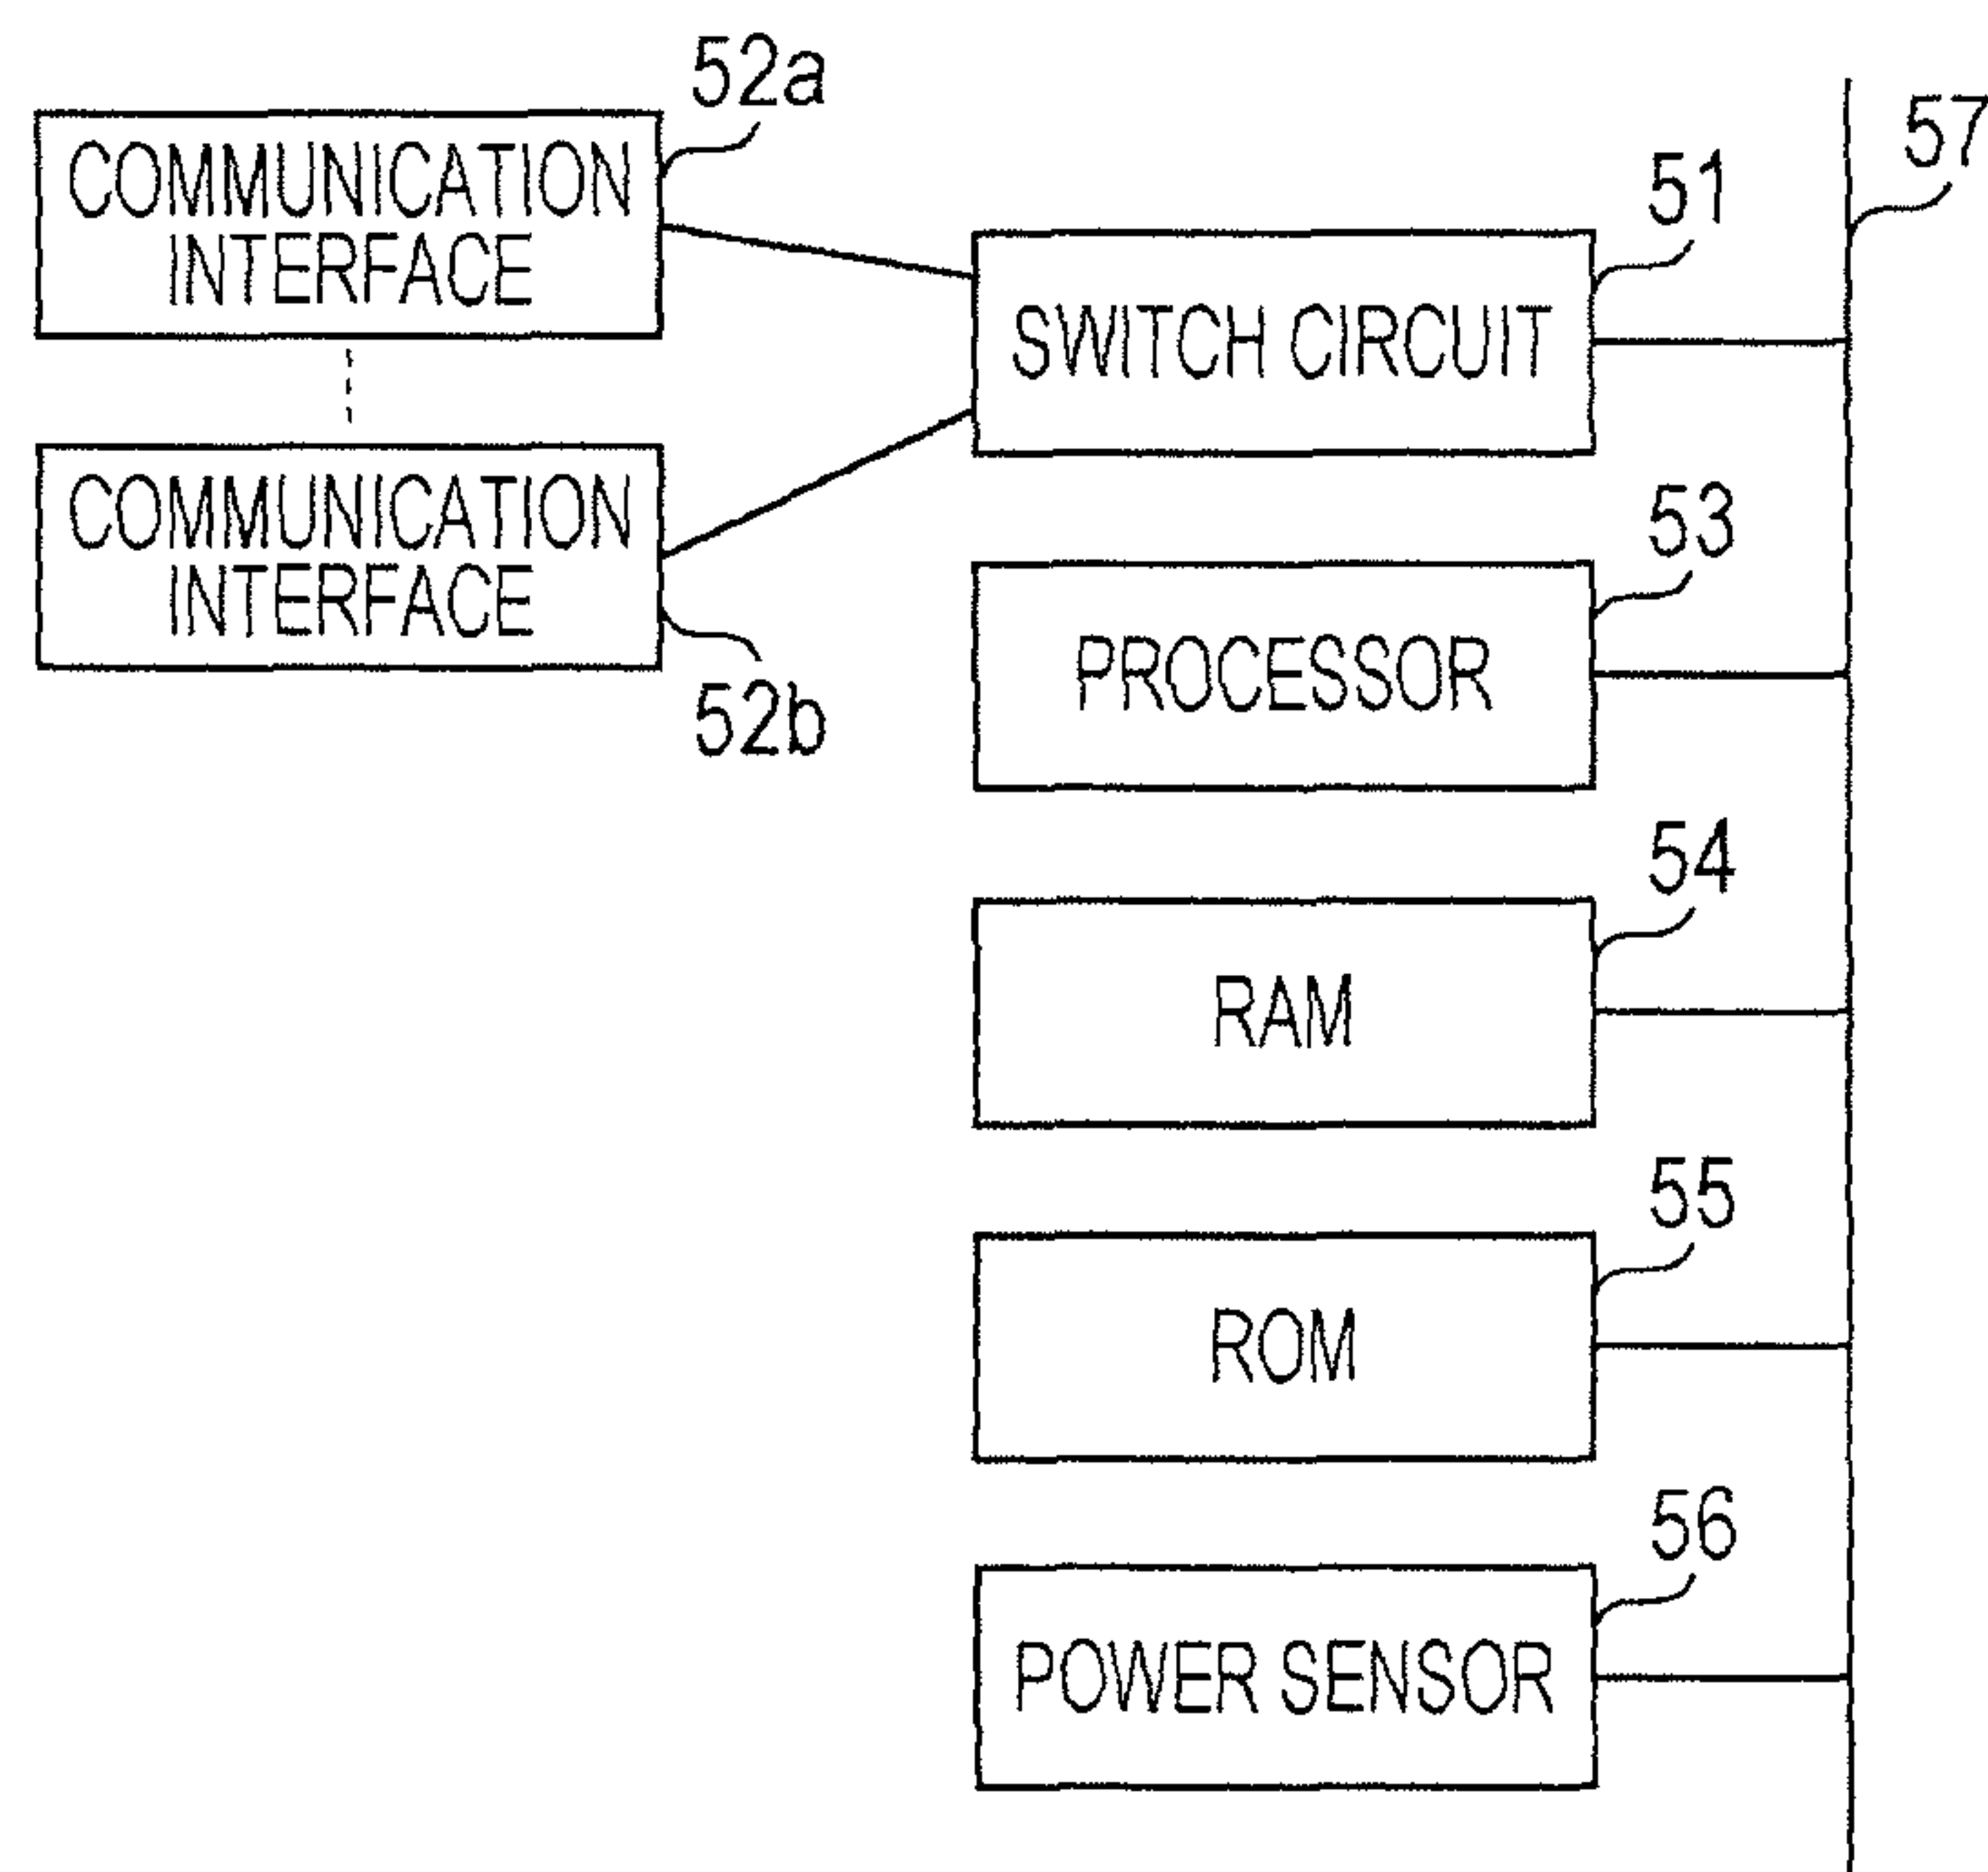 52a
COMMUNICATION
INTERFACE
57
51
SWITCH CIRCUIT
COMMUNICATION
INTERFACE
52b
53
PROCESSOR
54
RAM
55
ROM
56
POWER SENSOR